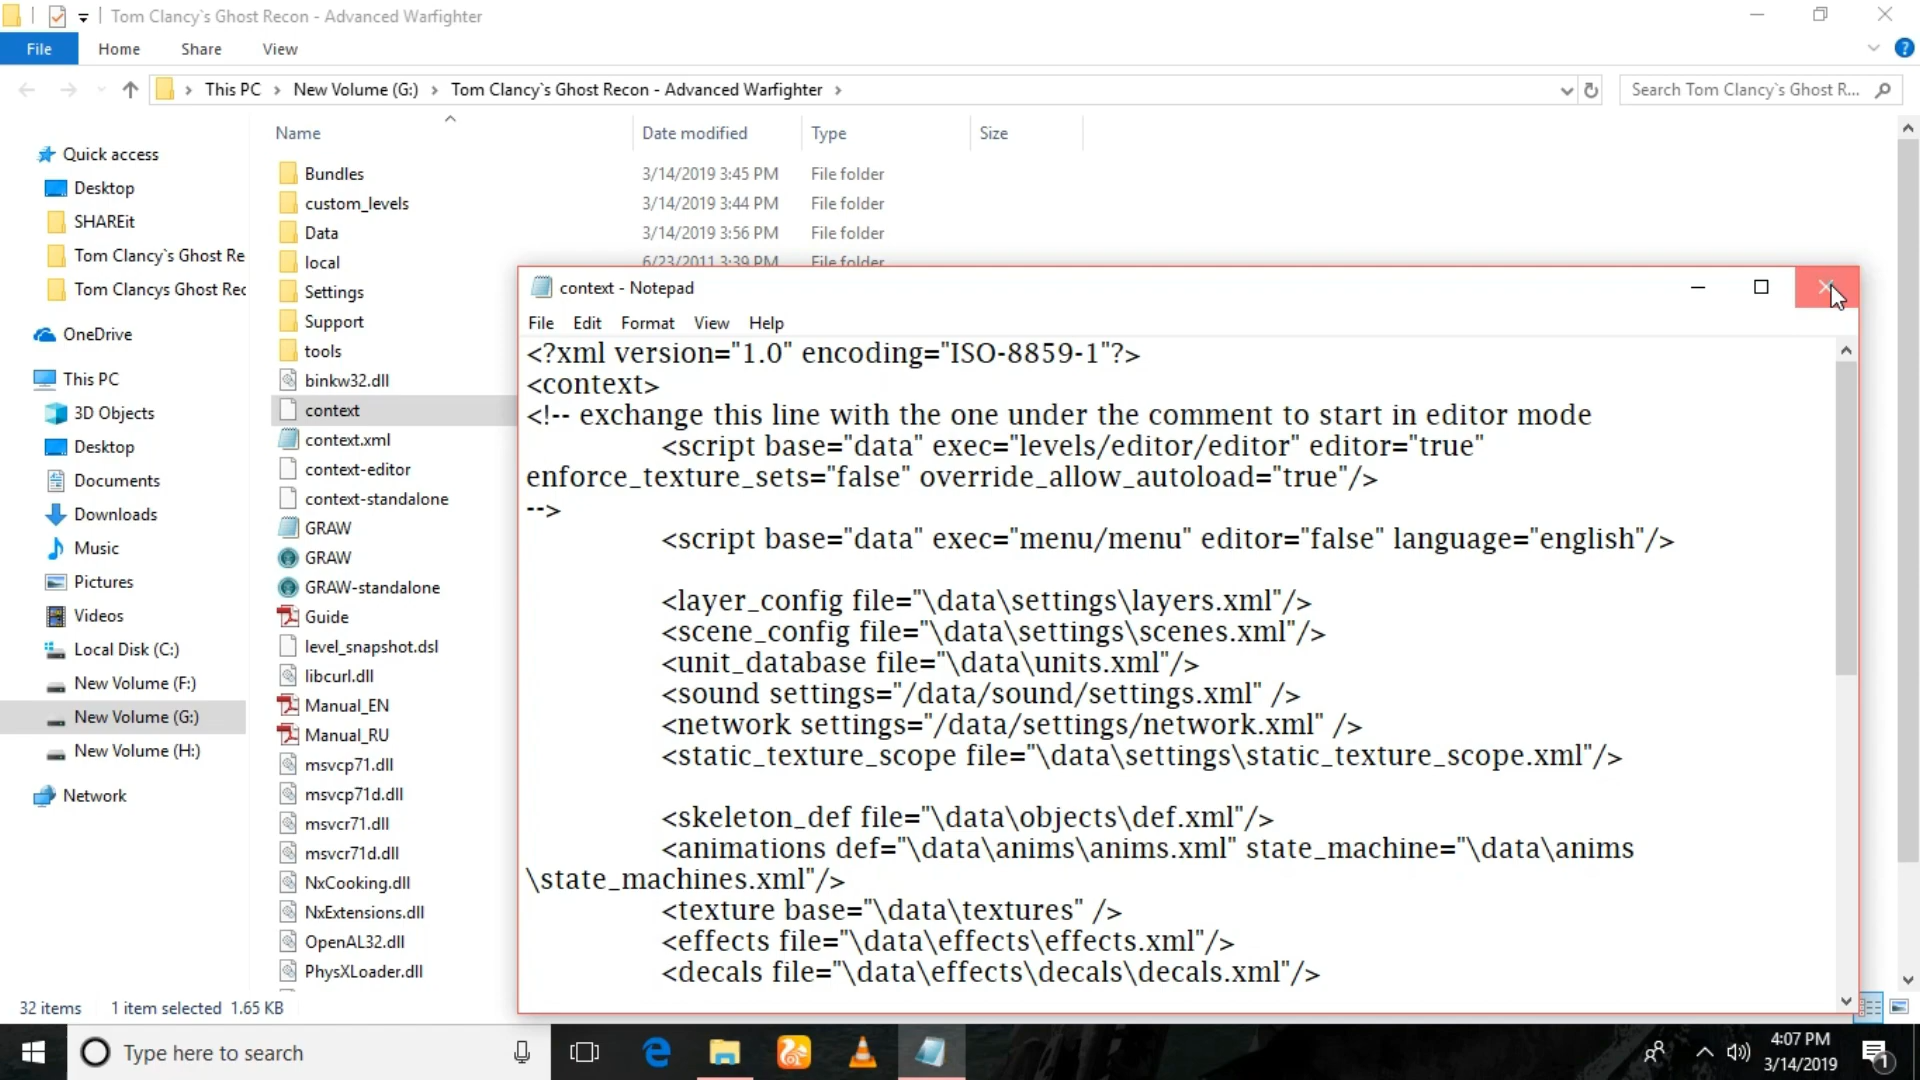 Tom Clancy`s Ghost Recon - Advanced Warfighter
File Home Share View
This PC New Volume (G:) Tom Clancy`s Ghost Recon - Advanced Warfighter
Search Tom Clancy`s Ghost R...
Quick access
Desktop
SHAREit
Tom Clancy`s Ghost Re
Tom Clancys Ghost Rec
OneDrive
This PC
3D Objects
Desktop
Documents
Downloads
Music
Pictures
Videos
Local Disk (C:)
New Volume (F:)
New Volume (G:)
New Volume (H:)
Network
Name Date modified Type Size
Bundles 3/14/2019 3:45 PM File folder
custom_levels 3/14/2019 3:44 PM File folder
Data 3/14/2019 3:56 PM File folder
local 6/23/2011 3:39 PM File folder
Settings
Support
tools
binkw32.dll
context
context.xml
context-editor
context-standalone
GRAW
GRAW
GRAW-standalone
Guide
level_snapshot.dsl
libcurl.dll
Manual_EN
Manual_RU
msvcp71.dll
msvcp71d.dll
msvcr71.dll
msvcr71d.dll
NxCooking.dll
NxExtensions.dll
OpenAL32.dll
PhysXLoader.dll
context - Notepad
File Edit Format View Help
<?xml version="1.0" encoding="ISO-8859-1"?>
<context>
<!-- exchange this line with the one under the comment to start in editor mode
<script base="data" exec="levels/editor/editor" editor="true"
enforce_texture_sets="false" override_allow_autoload="true"/>
-->
<script base="data" exec="menu/menu" editor="false" language="english"/>
<layer_config file="\data\settings\layers.xml"/>
<scene_config file="\data\settings\scenes.xml"/>
<unit_database file="\data\units.xml"/>
<sound settings="/data/sound/settings.xml" />
<network settings="/data/settings/network.xml" />
<static_texture_scope file="\data\settings\static_texture_scope.xml"/>
<skeleton_def file="\data\objects\def.xml"/>
<animations def="\data\anims\anims.xml" state_machine="\data\anims
\state_machines.xml"/>
<texture base="\data\textures" />
<effects file="\data\effects\effects.xml"/>
<decals file="\data\effects\decals\decals.xml"/>
32 items 1 item selected 1.65 KB
Type here to search
4:07 PM
3/14/2019
1